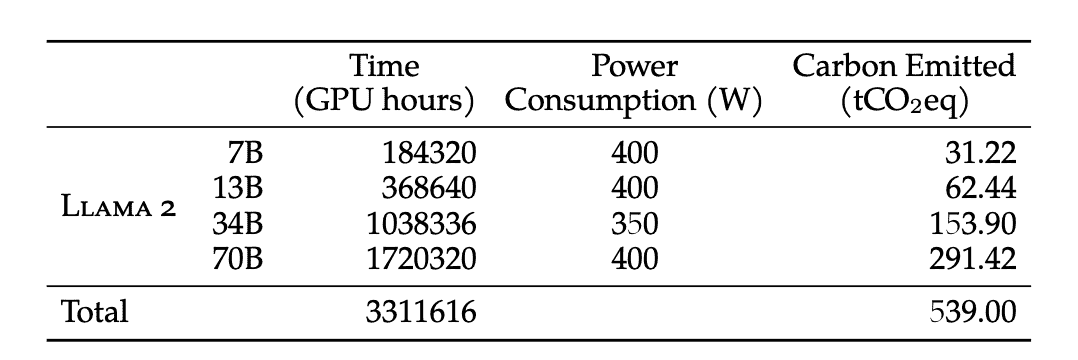 Time Power Carbon Emitted
(GPU hours) Consumption (W) (tCO₂eq)
7B 184320 400 31.22
13B 368640 400 62.44
LLAMA 2
34B 1038336 350 153.90
70B 1720320 400 291.42
Total 3311616 539.00